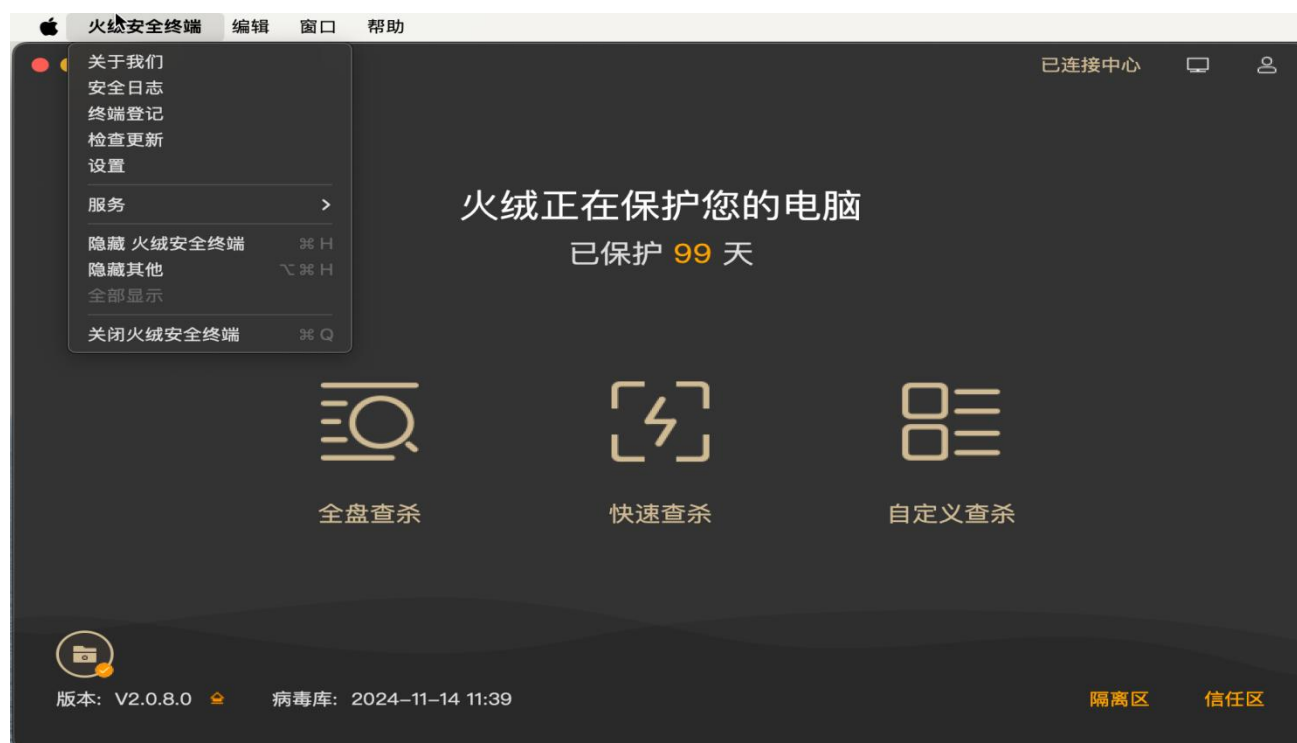 火绒安全终端 编辑 窗口 帮助
关于我们
安全日志
终端登记
检查更新
设置
服务
隐藏 火绒安全终端 ⌘ H
隐藏其他 ⌥ ⌘ H
全部显示
关闭火绒安全终端 ⌘ Q
已连接中心
火绒正在保护您的电脑
已保护 99 天
全盘查杀 快速查杀 自定义查杀
版本: V2.0.8.0 病毒库: 2024-11-14 11:39 隔离区 信任区